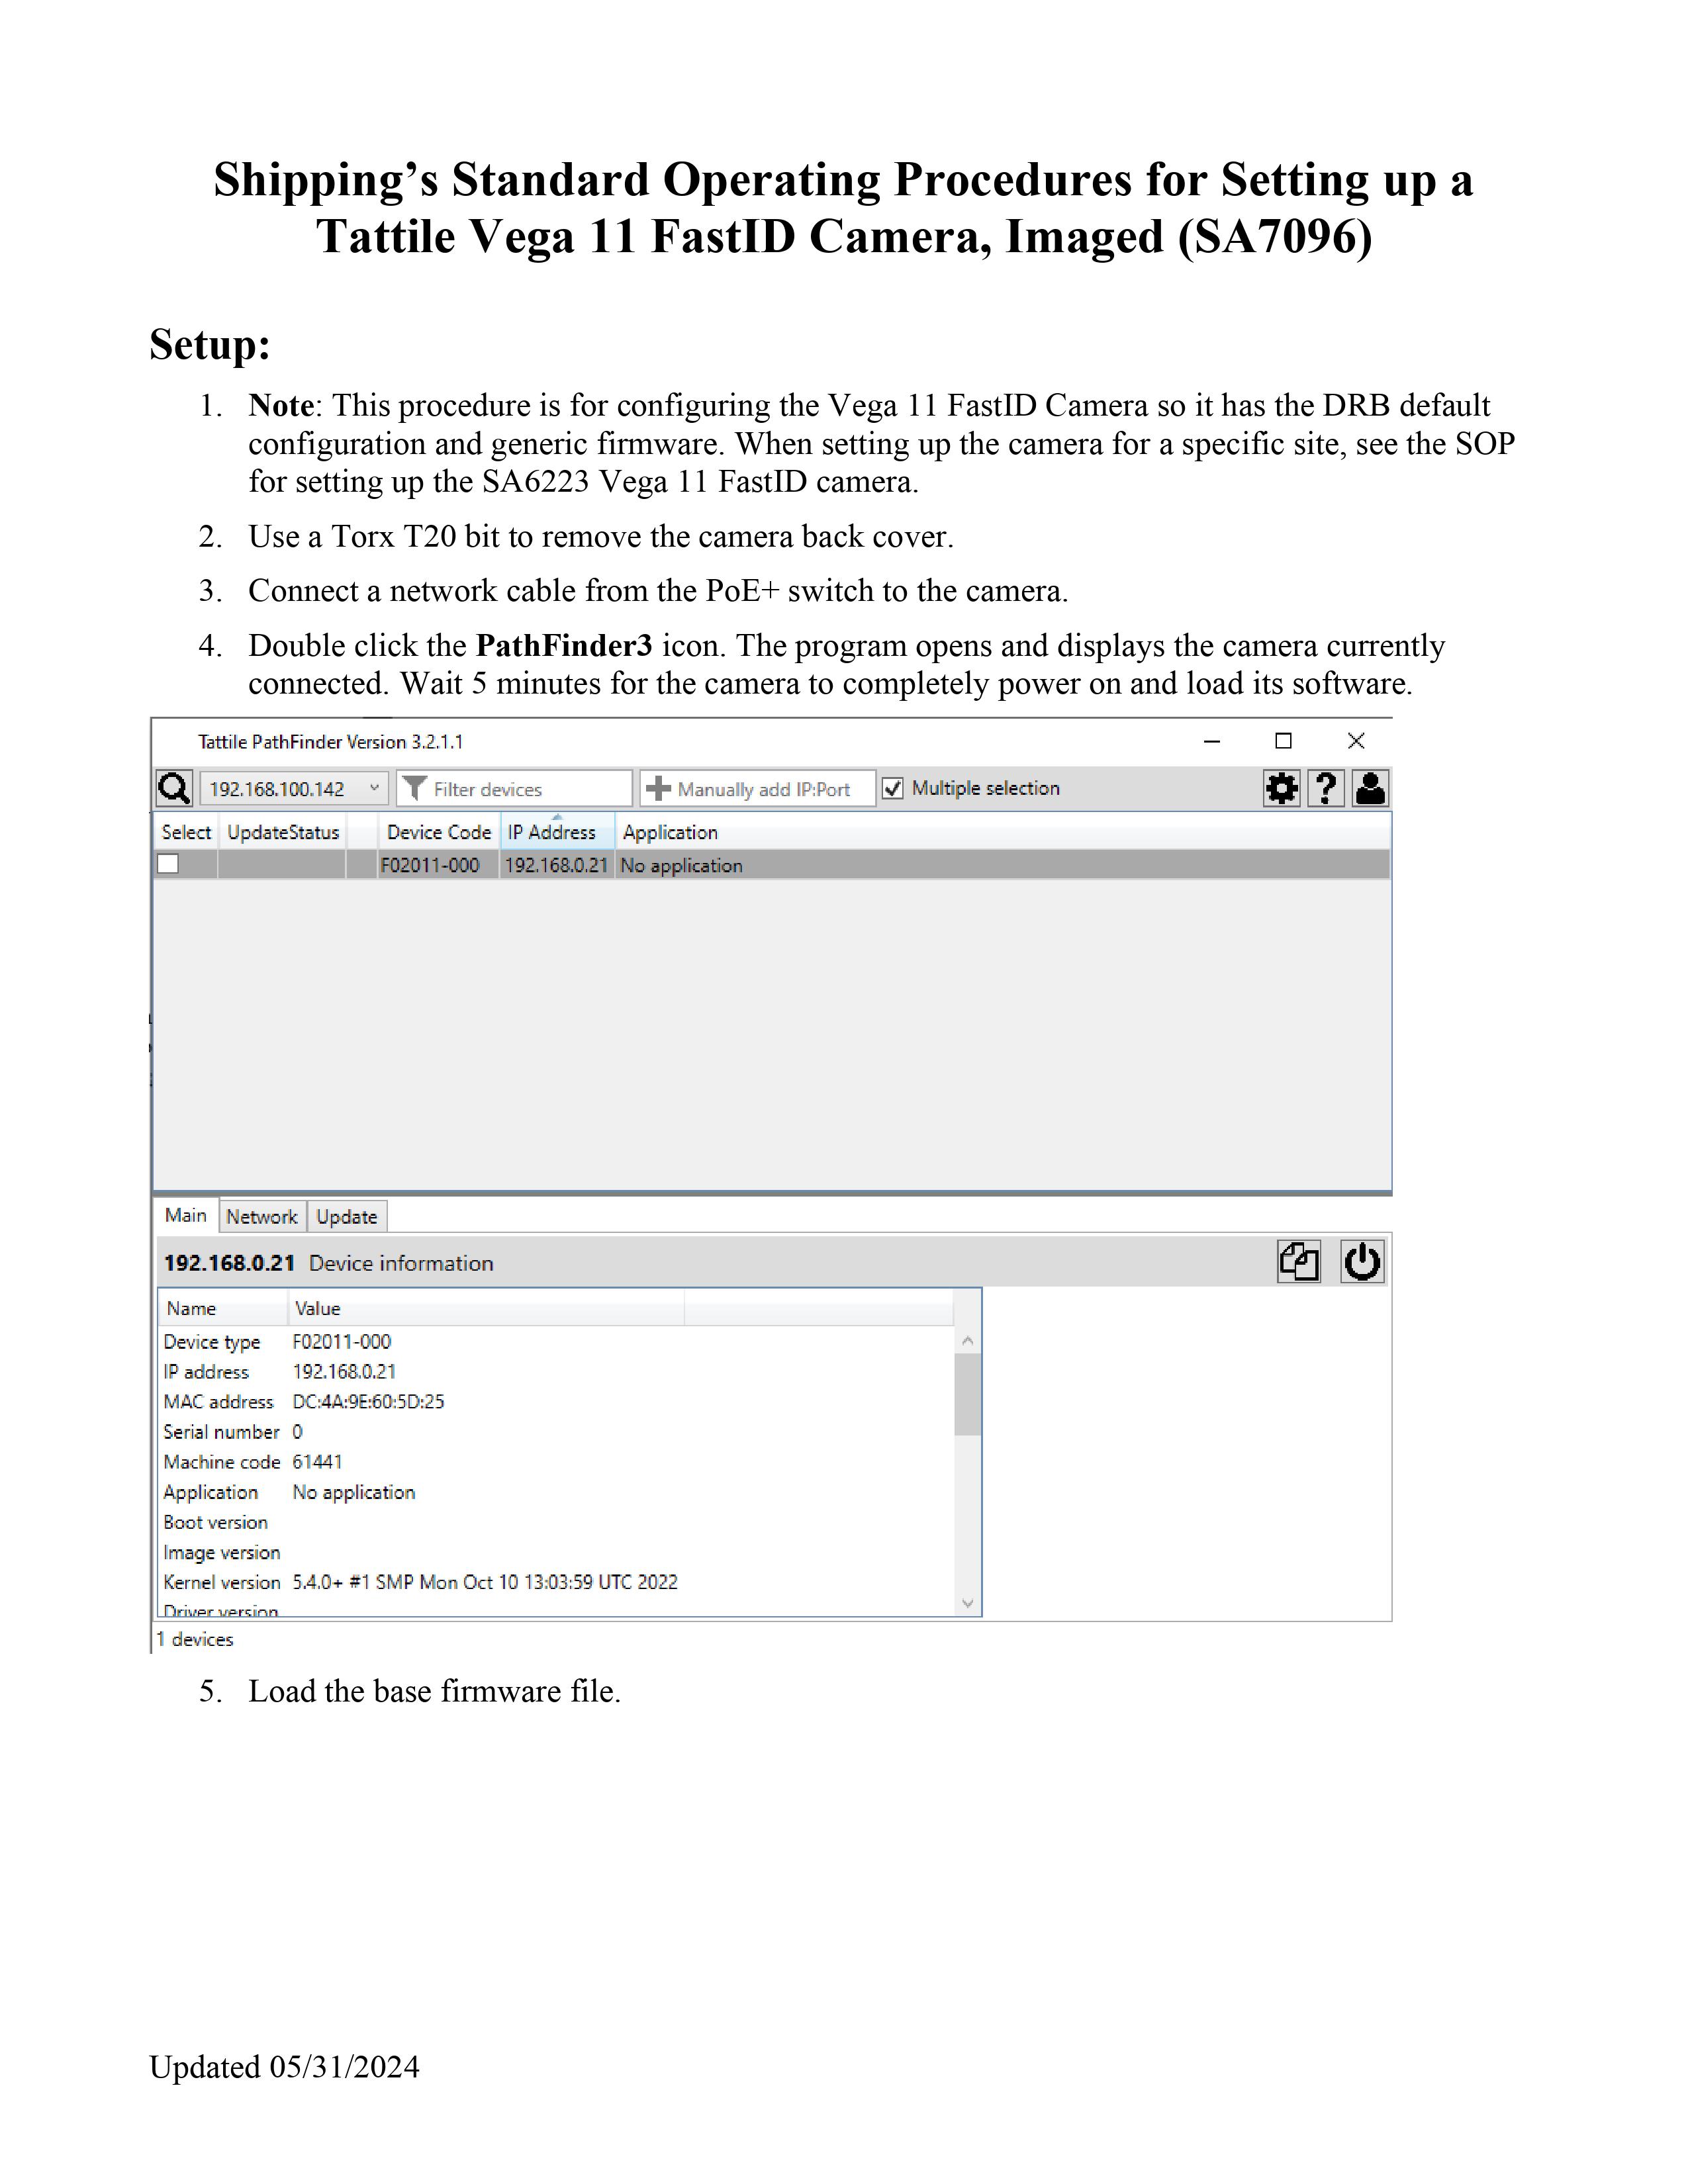 Shipping’s Standard Operating Procedures for Setting up a
Tattile Vega 11 FastID Camera, Imaged (SA7096)
Setup:
1. Note: This procedure is for configuring the Vega 11 FastID Camera so it has the DRB default
configuration and generic firmware. When setting up the camera for a specific site, see the SOP
for setting up the SA6223 Vega 11 FastID camera.
2. Use a Torx T20 bit to remove the camera back cover.
3. Connect a network cable from the PoE+ switch to the camera.
4. Double click the PathFinder3 icon. The program opens and displays the camera currently
connected. Wait 5 minutes for the camera to completely power on and load its software.
Tattile PathFinder Version 3.2.1.1
192.168.100.142 Filter devices Manually add IP:Port Multiple selection
Select UpdateStatus Device Code IP Address Application
F02011-000 192.168.0.21 No application
Main Network Update
192.168.0.21 Device information
Name Value
Device type F02011-000
IP address 192.168.0.21
MAC address DC:4A:9E:60:5D:25
Serial number 0
Machine code 61441
Application No application
Boot version
Image version
Kernel version 5.4.0+ #1 SMP Mon Oct 10 13:03:59 UTC 2022
Driver version
1 devices
5. Load the base firmware file.
Updated 05/31/2024